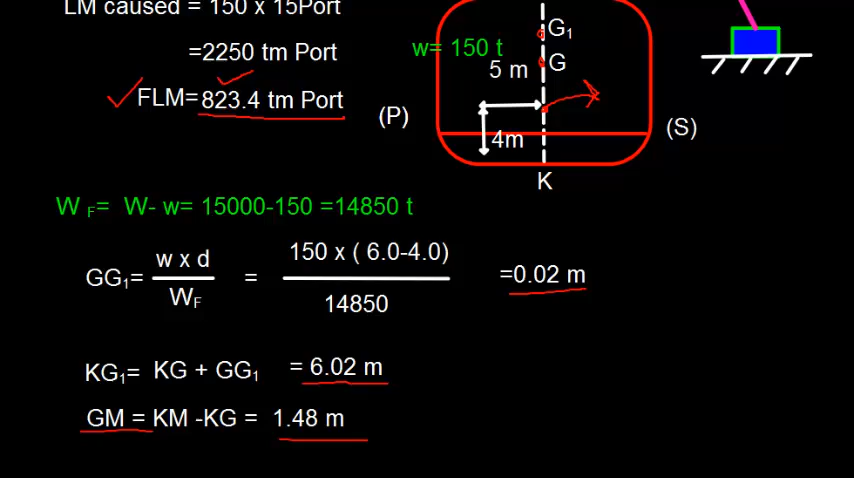 LM caused = 150 x 15Port
=2250 tm Port
FLM= 823.4 tm Port
w= 150 t
G1
G
5 m
(P)
4m
(S)
K
W F= W- w= 15000-150 =14850 t
GG1= w x d / WF = 150 x ( 6.0-4.0) / 14850 =0.02 m
KG1= KG + GG1 = 6.02 m
GM = KM -KG = 1.48 m